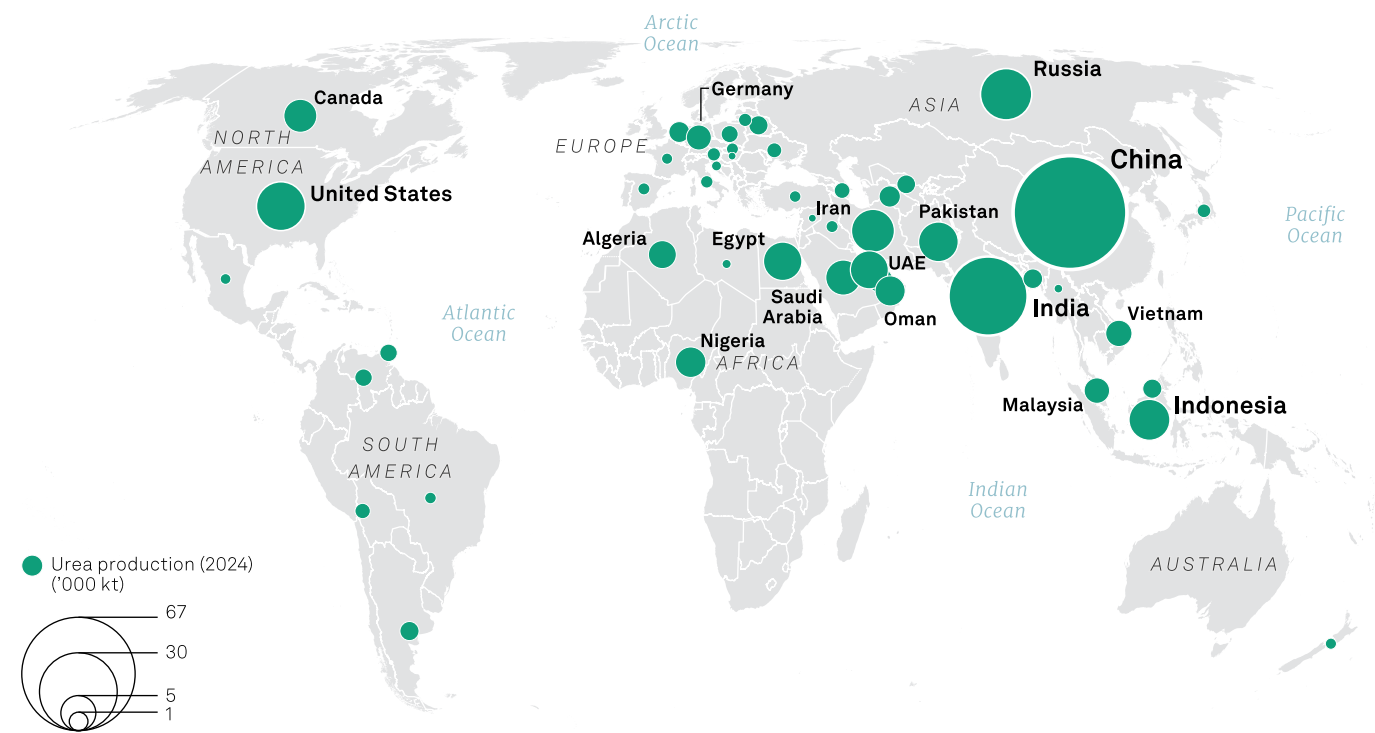 Arctic
Ocean
Russia
Germany
Canada
ASIA
NORTH
EUROPE
AMERICA
China
United States
Iran
Pakistan
Pacific
Ocean
Algeria
Egypt
UAE
Saudi
Arabia
Oman
India
Atlantic
Ocean
Vietnam
Nigeria
AFRICA
Malaysia
Indonesia
SOUTH
AMERICA
Indian
Ocean
AUSTRALIA
Urea production (2024)
('000 kt)
67
30
5
1